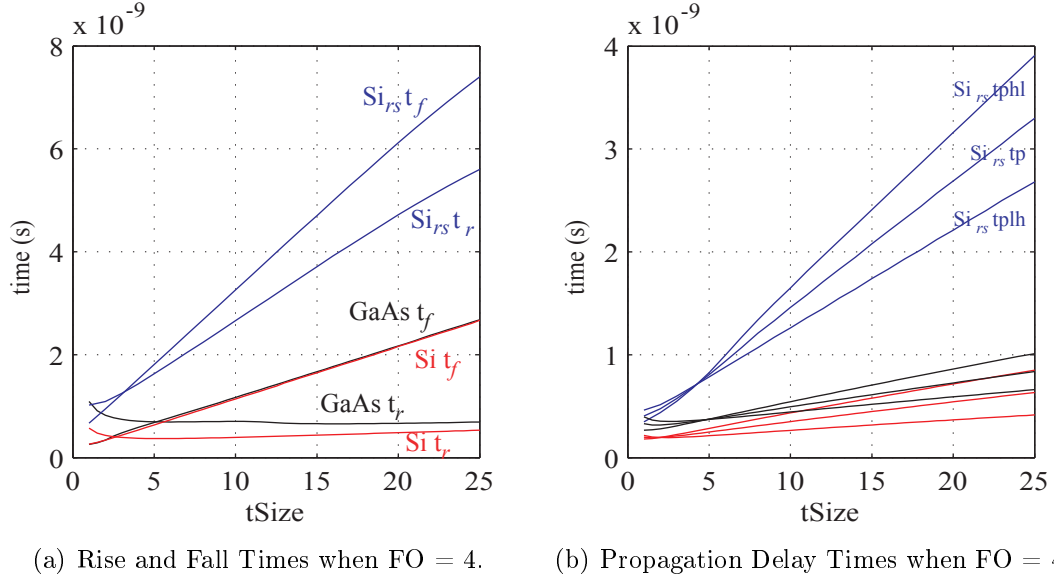 x 10^-9
8
6
4
2
0
0 5 10 15 20 25
time (s)
tSize
Si_rs t_f
Si_rs t_r
GaAs t_f
Si t_f
GaAs t_r
Si t_r
(a) Rise and Fall Times when FO = 4.
x 10^-9
4
3
2
1
0
0 5 10 15 20 25
time (s)
tSize
Si_rs tphl
Si_rs tp
Si_rs tplh
(b) Propagation Delay Times when FO =